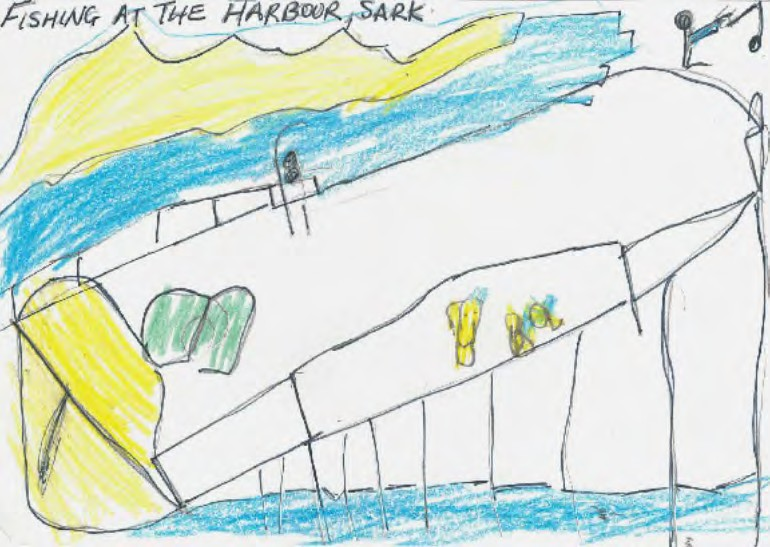 FISHING AT THE HARBOUR, SARK.